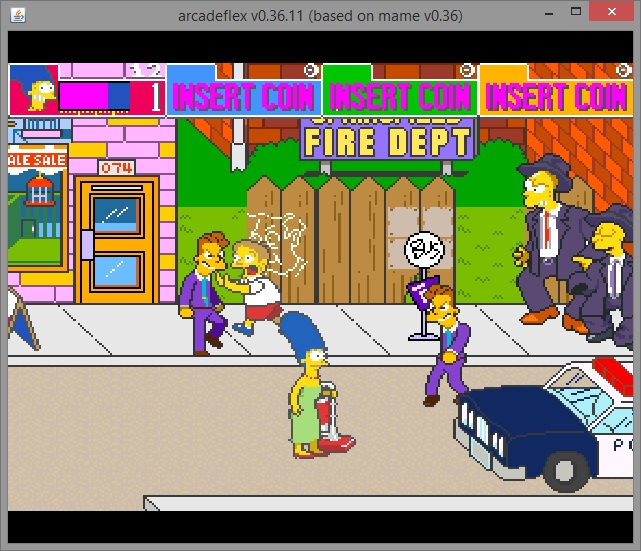 arcadeflex v0.36.11 (based on mame v0.36)
1
INSERT COIN
INSERT COIN
INSERT COIN
FIRE DEPT
ALE SALE
074